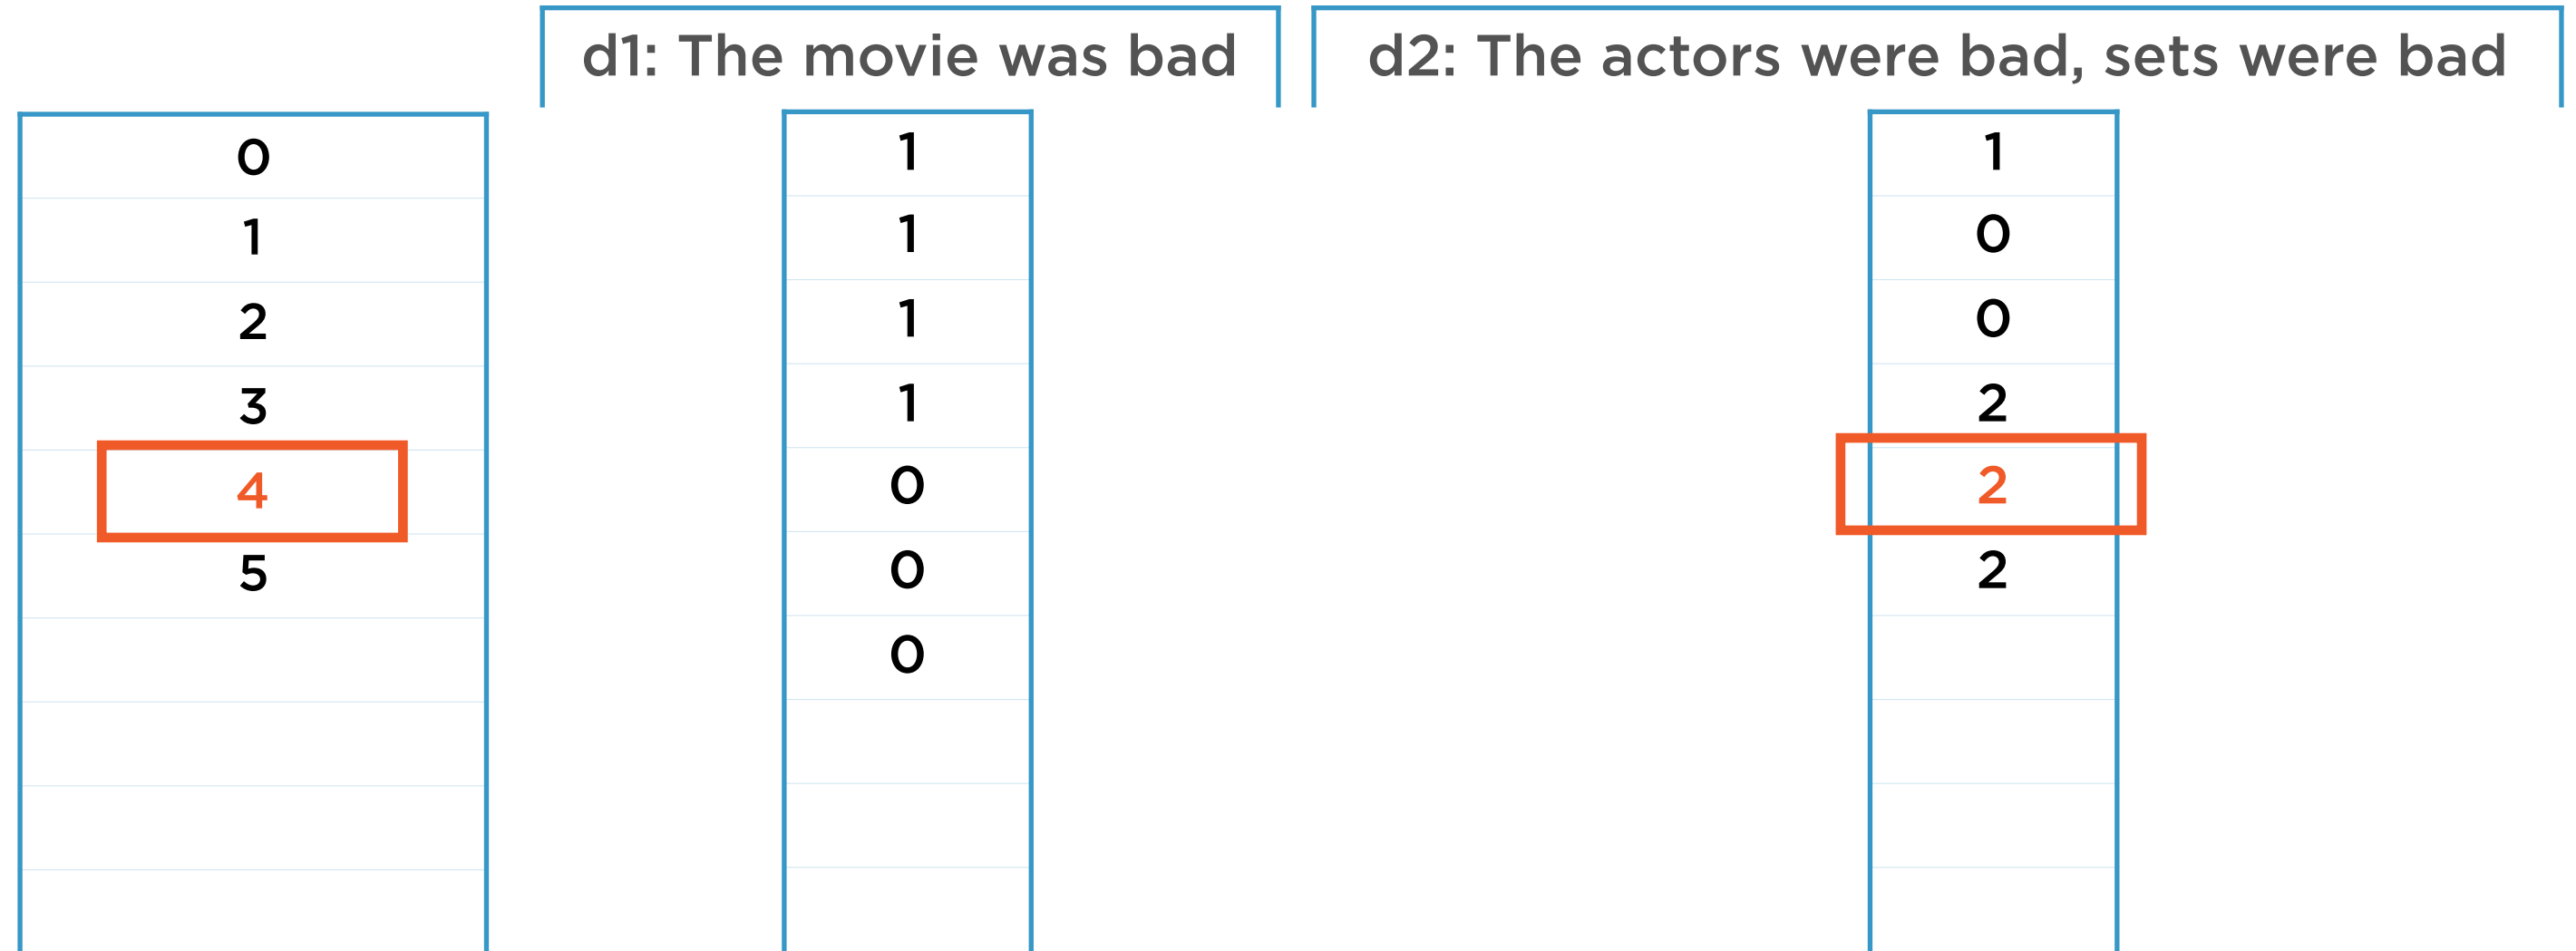 d1: The movie was bad
d2: The actors were bad, sets were bad
0 1 1
1 1 0
2 1 0
3 1 2
4 0 2
5 0 2
0